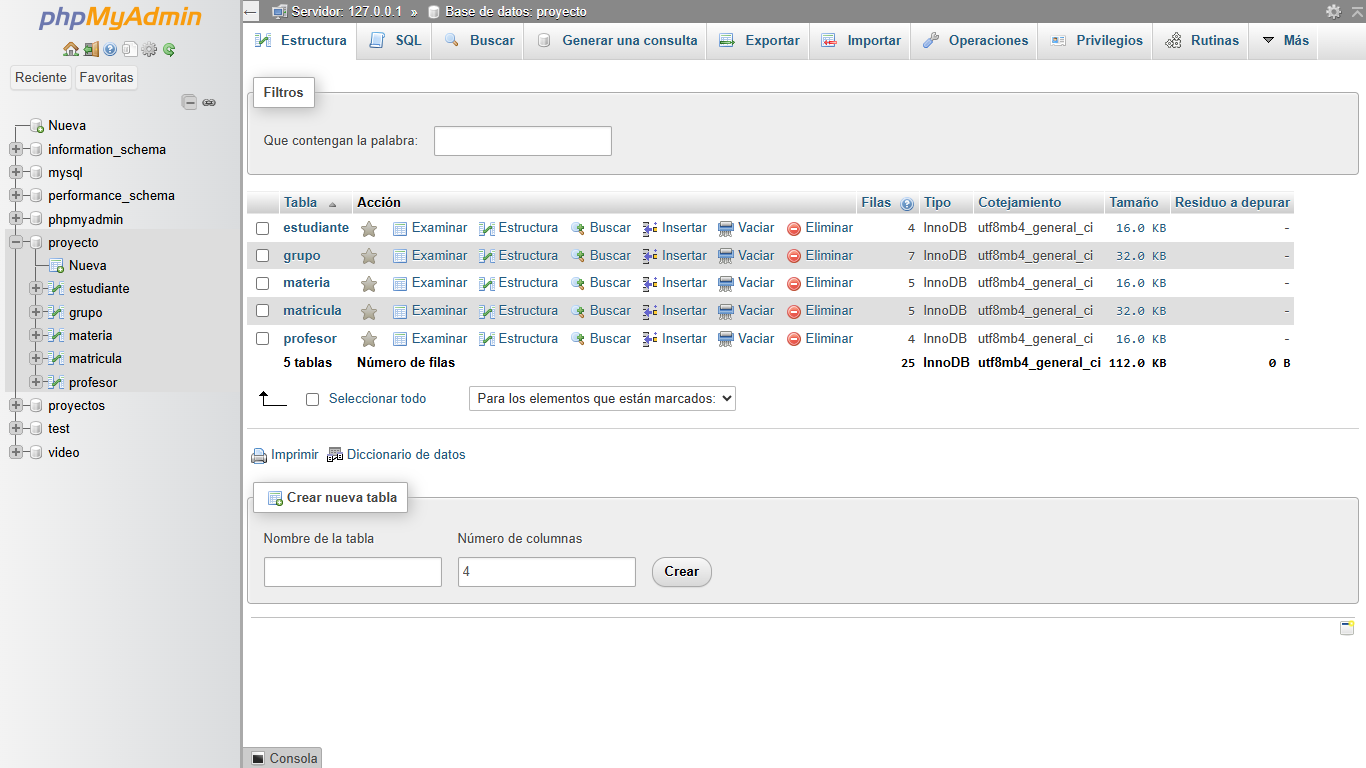 phpMyAdmin
Reciente Favoritas
Nueva
information_schema
mysql
performance_schema
phpmyadmin
proyecto
Nueva
estudiante
grupo
materia
matricula
profesor
proyectos
test
video
Servidor: 127.0.0.1 » Base de datos: proyecto
Estructura SQL Buscar Generar una consulta Exportar Importar Operaciones Privilegios Rutinas Más
Filtros
Que contengan la palabra:
Tabla Acción Filas Tipo Cotejamiento Tamaño Residuo a depurar
estudiante Examinar Estructura Buscar Insertar Vaciar Eliminar 4 InnoDB utf8mb4_general_ci 16.0 KB -
grupo Examinar Estructura Buscar Insertar Vaciar Eliminar 7 InnoDB utf8mb4_general_ci 32.0 KB -
materia Examinar Estructura Buscar Insertar Vaciar Eliminar 5 InnoDB utf8mb4_general_ci 16.0 KB -
matricula Examinar Estructura Buscar Insertar Vaciar Eliminar 5 InnoDB utf8mb4_general_ci 32.0 KB -
profesor Examinar Estructura Buscar Insertar Vaciar Eliminar 4 InnoDB utf8mb4_general_ci 16.0 KB -
5 tablas Número de filas 25 InnoDB utf8mb4_general_ci 112.0 KB 0 B
Seleccionar todo Para los elementos que están marcados:
Imprimir Diccionario de datos
Crear nueva tabla
Nombre de la tabla Número de columnas
4 Crear
Consola